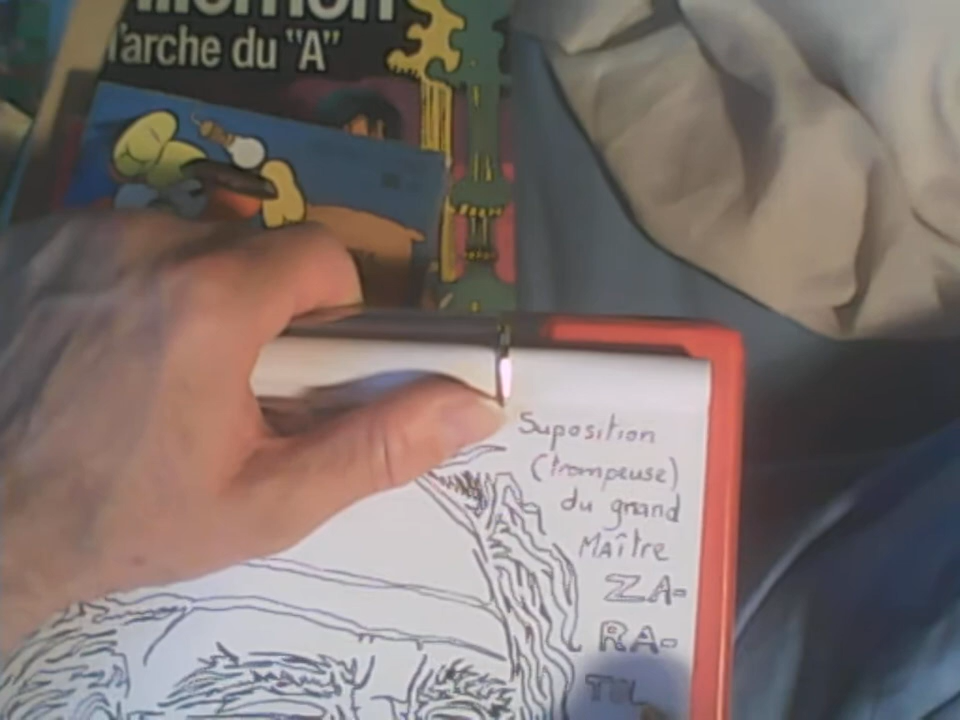 l'arche du "A"
Suposition
(trompeuse)
du grand
Maître
ZA-
RA-